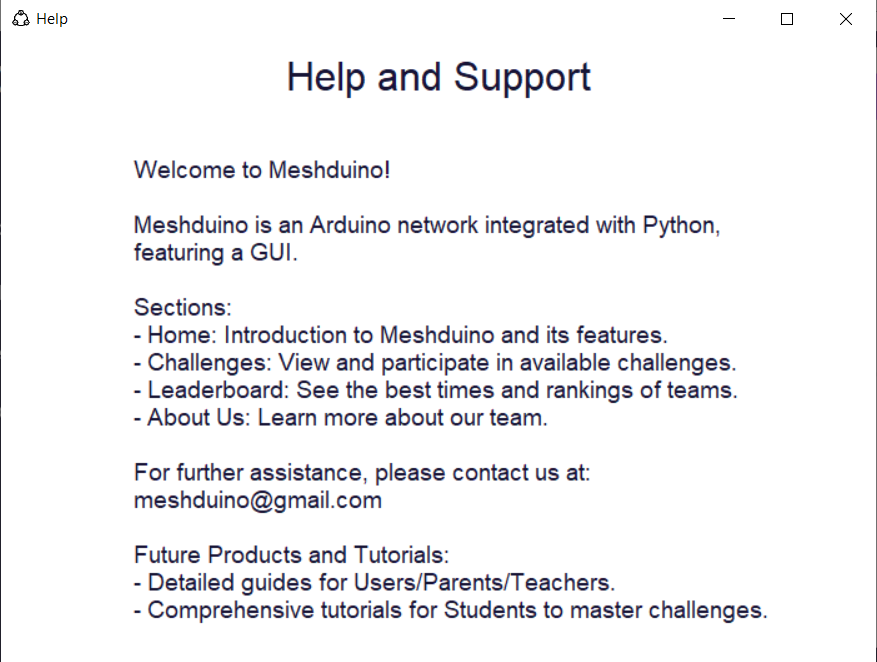 Help
Help and Support
Welcome to Meshduino!
Meshduino is an Arduino network integrated with Python,
featuring a GUI.
Sections:
- Home: Introduction to Meshduino and its features.
- Challenges: View and participate in available challenges.
- Leaderboard: See the best times and rankings of teams.
- About Us: Learn more about our team.
For further assistance, please contact us at:
meshduino@gmail.com
Future Products and Tutorials:
- Detailed guides for Users/Parents/Teachers.
- Comprehensive tutorials for Students to master challenges.